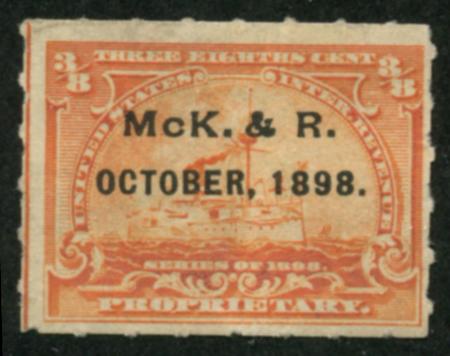 THREE EIGHTHS CENT
3/8 3/8
UNITED STATES INTER. REVENUE
McK. & R.
OCTOBER, 1898.
SERIES OF 1898.
PROPRIETARY.